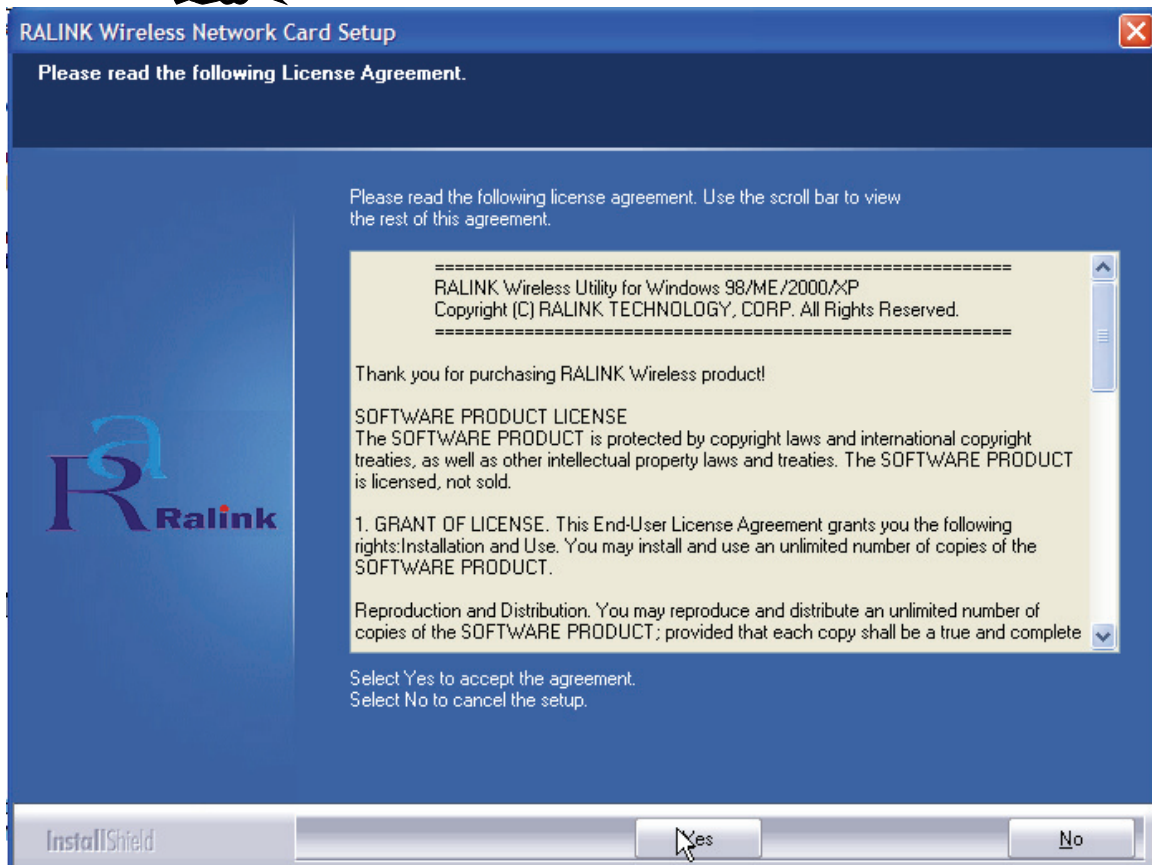 RALINK Wireless Network Card Setup
Please read the following License Agreement.
Please read the following license agreement. Use the scroll bar to view
the rest of this agreement.
===========================================================
RALINK Wireless Utility for Windows 98/ME/2000/XP
Copyright (C) RALINK TECHNOLOGY, CORP. All Rights Reserved.
===========================================================
Thank you for purchasing RALINK Wireless product!
SOFTWARE PRODUCT LICENSE
The SOFTWARE PRODUCT is protected by copyright laws and international copyright
treaties, as well as other intellectual property laws and treaties. The SOFTWARE PRODUCT
is licensed, not sold.
1. GRANT OF LICENSE. This End-User License Agreement grants you the following
rights:Installation and Use. You may install and use an unlimited number of copies of the
SOFTWARE PRODUCT.
Reproduction and Distribution. You may reproduce and distribute an unlimited number of
copies of the SOFTWARE PRODUCT; provided that each copy shall be a true and complete
Ra
Ralink
Select Yes to accept the agreement.
Select No to cancel the setup.
InstallShield
Yes
No